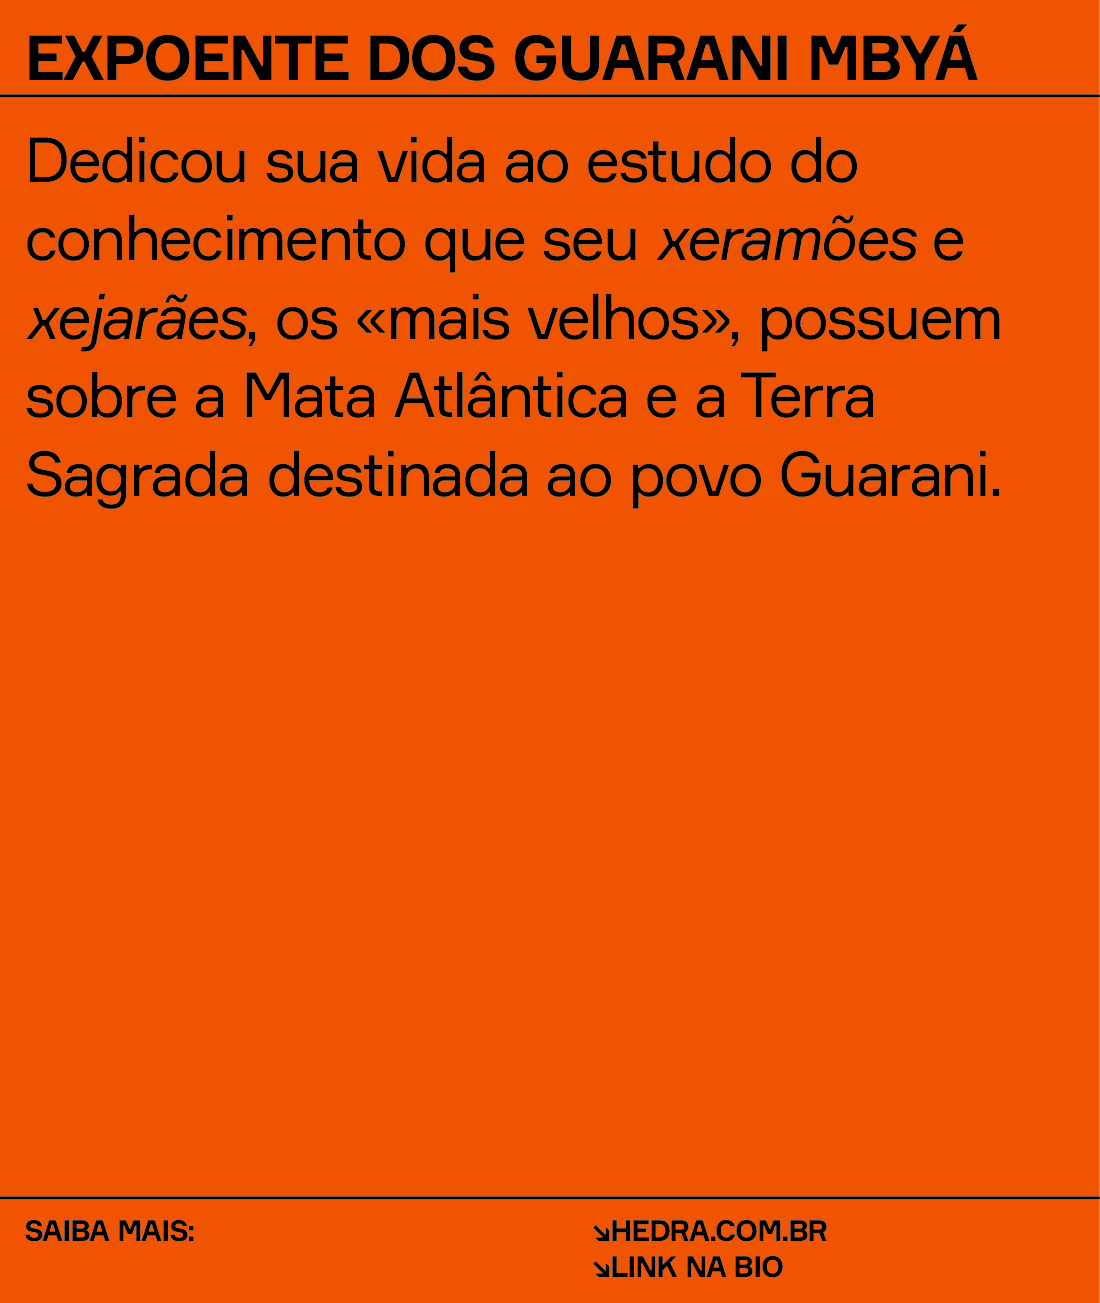 EXPOENTE DOS GUARANI MBYÁ
Dedicou sua vida ao estudo do
conhecimento que seu xeramões e
xejarães, os «mais velhos», possuem
sobre a Mata Atlântica e a Terra
Sagrada destinada ao povo Guarani.
SAIBA MAIS:
↘HEDRA.COM.BR
↘LINK NA BIO